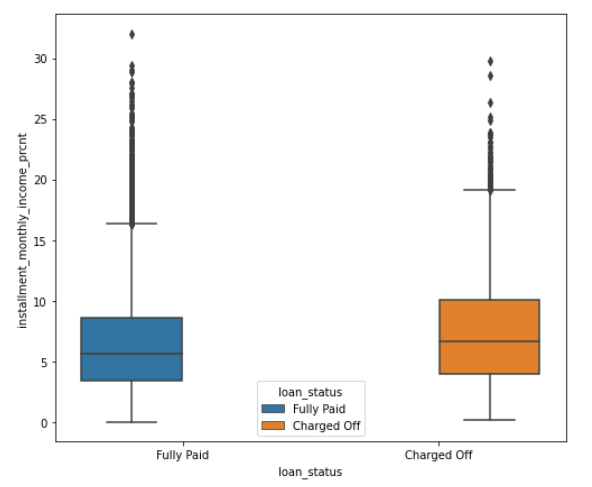 30
25
20
15
10
5
0
installment_monthly_income_prcnt
loan_status
Fully Paid
Charged Off
Fully Paid
Charged Off
loan_status